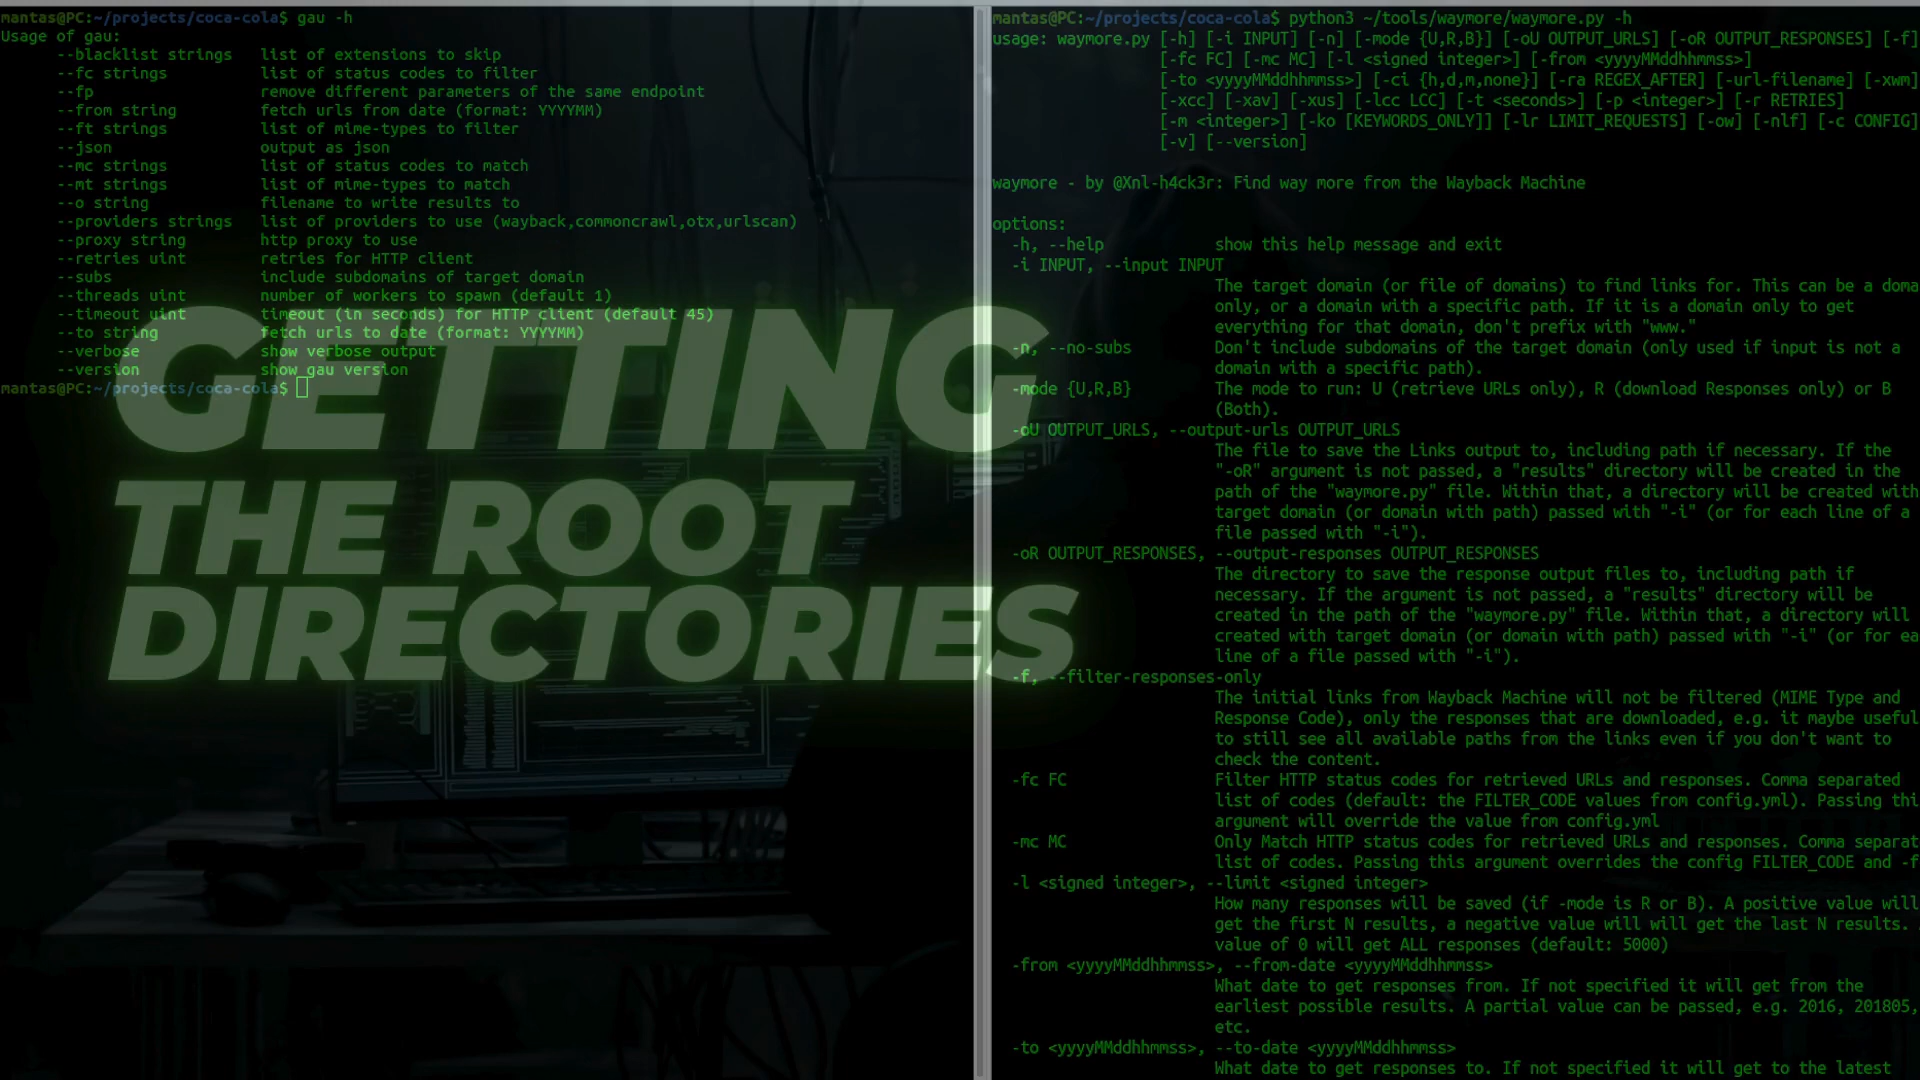 mantas@PC:~/projects/coca-cola$ gau -h
Usage of gau:
--blacklist strings list of extensions to skip
--fc strings list of status codes to filter
--fp remove different parameters of the same endpoint
--from string fetch urls from date (format: YYYYMM)
--ft strings list of mime-types to filter
--json output as json
--mc strings list of status codes to match
--mt strings list of mime-types to match
--o string filename to write results to
--providers strings list of providers to use (wayback,commoncrawl,otx,urlscan)
--proxy string http proxy to use
--retries uint retries for HTTP client
--subs include subdomains of target domain
--threads uint number of workers to spawn (default 1)
--timeout uint timeout (in seconds) for HTTP client (default 45)
--to string fetch urls to date (format: YYYYMM)
--verbose show verbose output
--version show gau version
mantas@PC:~/projects/coca-cola$
GETTING
THE ROOT
DIRECTORIES
mantas@PC:~/projects/coca-cola$ python3 ~/tools/waymore/waymore.py -h
usage: waymore.py [-h] [-i INPUT] [-n] [-mode {U,R,B}] [-oU OUTPUT_URLS] [-oR OUTPUT_RESPONSES] [-f]
[-fc FC] [-mc MC] [-l <signed integer>] [-from <yyyyMMddhhmmss>]
[-to <yyyyMMddhhmmss>] [-ci {h,d,m,none}] [-ra REGEX_AFTER] [-url-filename] [-xwm]
[-xcc] [-xav] [-xus] [-lcc LCC] [-t <seconds>] [-p <integer>] [-r RETRIES]
[-m <integer>] [-ko [KEYWORDS_ONLY]] [-lr LIMIT_REQUESTS] [-ow] [-nlf] [-c CONFIG]
[-v] [--version]
waymore - by @Xnl-h4ck3r: Find way more from the Wayback Machine
options:
-h, --help show this help message and exit
-i INPUT, --input INPUT
The target domain (or file of domains) to find links for. This can be a doma
only, or a domain with a specific path. If it is a domain only to get
everything for that domain, don't prefix with "www."
-n, --no-subs Don't include subdomains of the target domain (only used if input is not a
domain with a specific path).
-mode {U,R,B} The mode to run: U (retrieve URLs only), R (download Responses only) or B
(Both).
-oU OUTPUT_URLS, --output-urls OUTPUT_URLS
The file to save the Links output to, including path if necessary. If the
"-oR" argument is not passed, a "results" directory will be created in the
path of the "waymore.py" file. Within that, a directory will be created with
target domain (or domain with path) passed with "-i" (or for each line of a
file passed with "-i").
-oR OUTPUT_RESPONSES, --output-responses OUTPUT_RESPONSES
The directory to save the response output files to, including path if
necessary. If the argument is not passed, a "results" directory will be
created in the path of the "waymore.py" file. Within that, a directory will
created with target domain (or domain with path) passed with "-i" (or for ea
line of a file passed with "-i").
-f, --filter-responses-only
The initial links from Wayback Machine will not be filtered (MIME Type and
Response Code), only the responses that are downloaded, e.g. it maybe useful
to still see all available paths from the links even if you don't want to
check the content.
-fc FC Filter HTTP status codes for retrieved URLs and responses. Comma separated
list of codes (default: the FILTER_CODE values from config.yml). Passing thi
argument will override the value from config.yml
-mc MC Only Match HTTP status codes for retrieved URLs and responses. Comma separat
list of codes. Passing this argument overrides the config FILTER_CODE and -f
-l <signed integer>, --limit <signed integer>
How many responses will be saved (if -mode is R or B). A positive value will
get the first N results, a negative value will will get the last N results.
value of 0 will get ALL responses (default: 5000)
-from <yyyyMMddhhmmss>, --from-date <yyyyMMddhhmmss>
What date to get responses from. If not specified it will get from the
earliest possible results. A partial value can be passed, e.g. 2016, 201805,
etc.
-to <yyyyMMddhhmmss>, --to-date <yyyyMMddhhmmss>
What date to get responses to. If not specified it will get to the latest